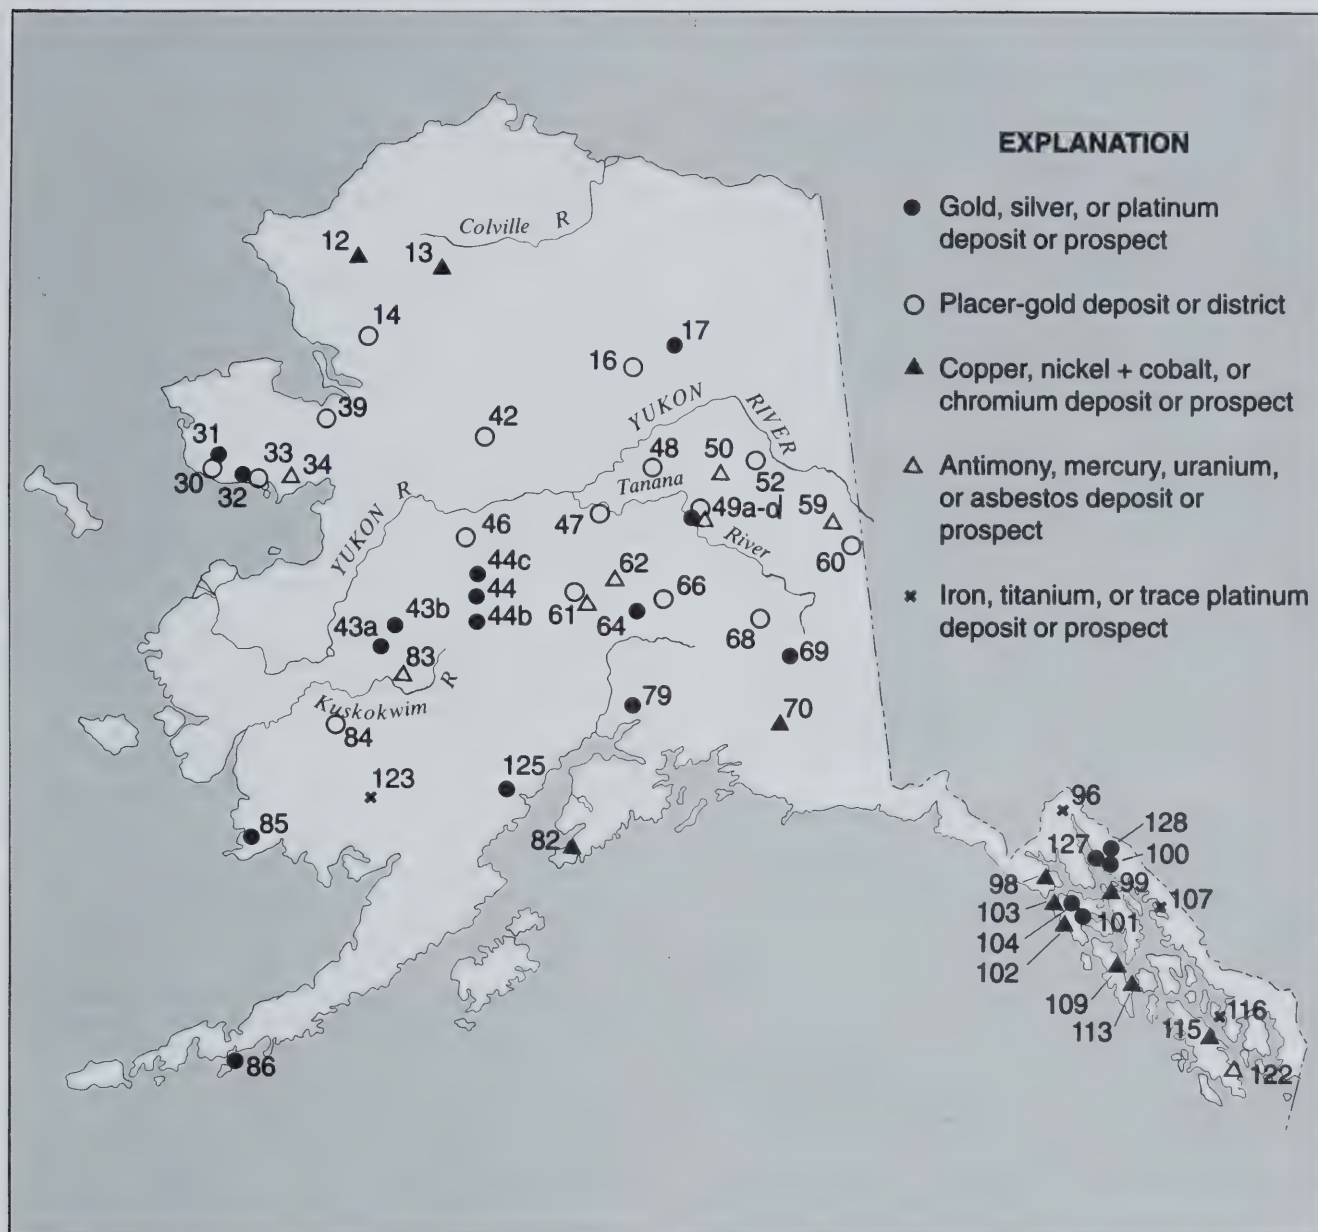 EXPLANATION
Gold, silver, or platinum
deposit or prospect
Placer-gold deposit or district
Copper, nickel + cobalt, or
chromium deposit or prospect
Antimony, mercury, uranium,
or asbestos deposit or
prospect
Iron, titanium, or trace platinum
deposit or prospect
Colville R
12
13
14
17
16
YUKON RIVER
39
42
31
33
34
30
32
48
50
52
Tanana River
49a-d
59
60
YUKON R
46
47
44c
44
44b
62
66
61
64
68
69
43b
43a
83
Kuskokwim R
84
79
70
123
125
85
82
86
96
128
127
100
98
99
107
103
101
104
102
109
113
116
115
122